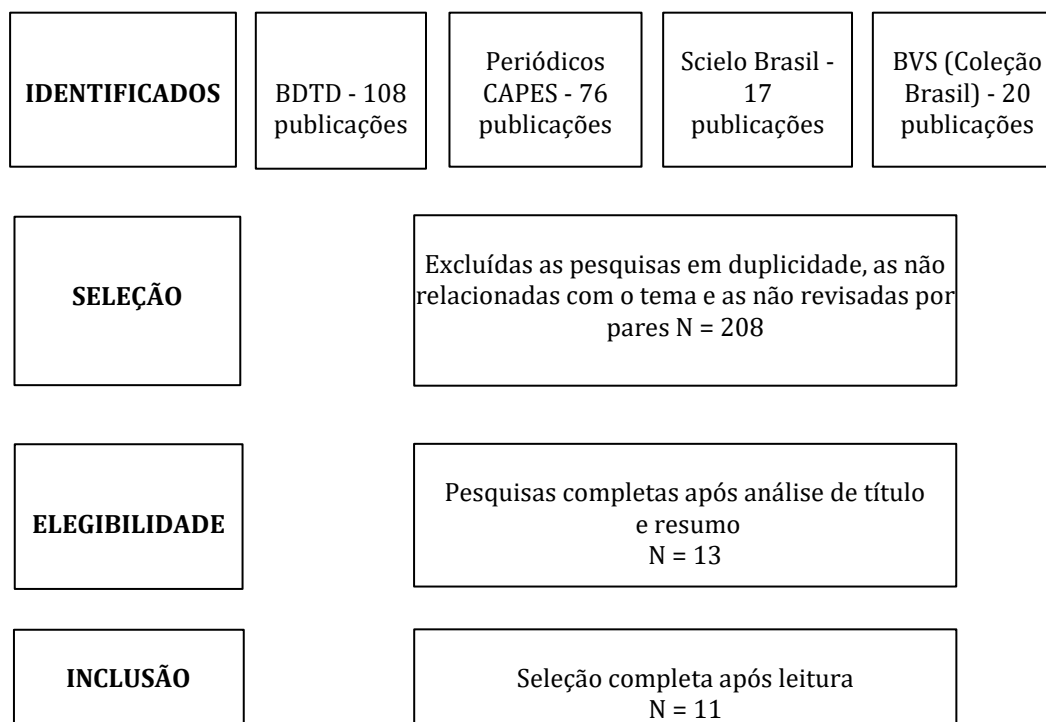 IDENTIFICADOS
BDTD - 108
publicações
Periódicos
CAPES - 76
publicações
Scielo Brasil -
17
publicações
BVS (Coleção
Brasil) - 20
publicações
SELEÇÃO
Excluídas as pesquisas em duplicidade, as não
relacionadas com o tema e as não revisadas por
pares N = 208
ELEGIBILIDADE
Pesquisas completas após análise de título
e resumo
N = 13
INCLUSÃO
Seleção completa após leitura
N = 11